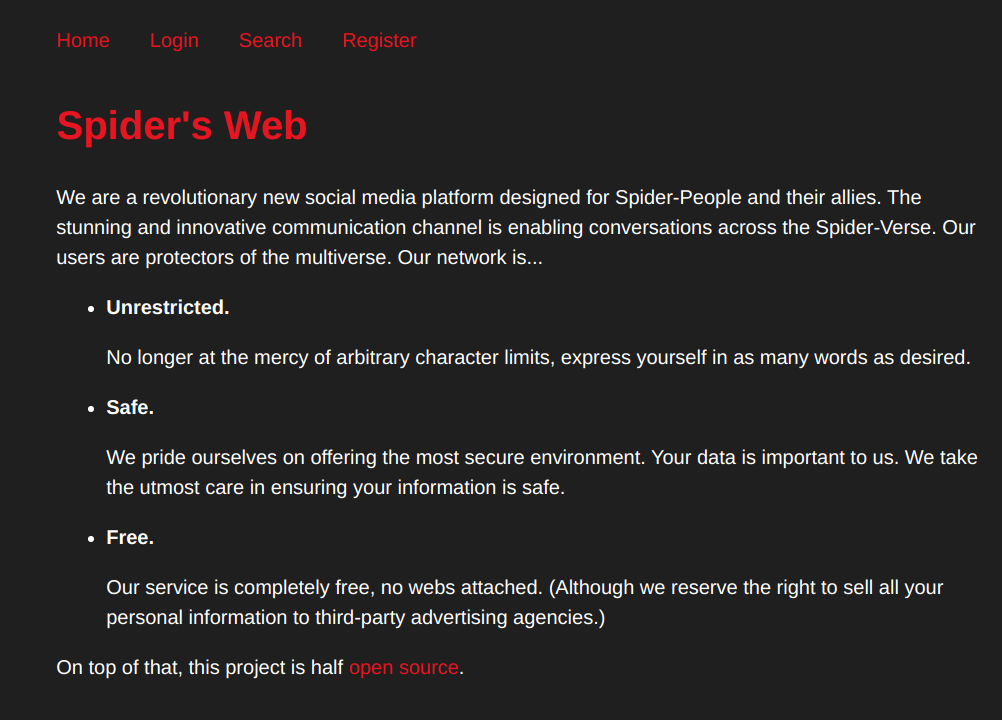 Home Login Search Register
Spider's Web
We are a revolutionary new social media platform designed for Spider-People and their allies. The
stunning and innovative communication channel is enabling conversations across the Spider-Verse. Our
users are protectors of the multiverse. Our network is...
• Unrestricted.
No longer at the mercy of arbitrary character limits, express yourself in as many words as desired.
• Safe.
We pride ourselves on offering the most secure environment. Your data is important to us. We take
the utmost care in ensuring your information is safe.
• Free.
Our service is completely free, no webs attached. (Although we reserve the right to sell all your
personal information to third-party advertising agencies.)
On top of that, this project is half open source.